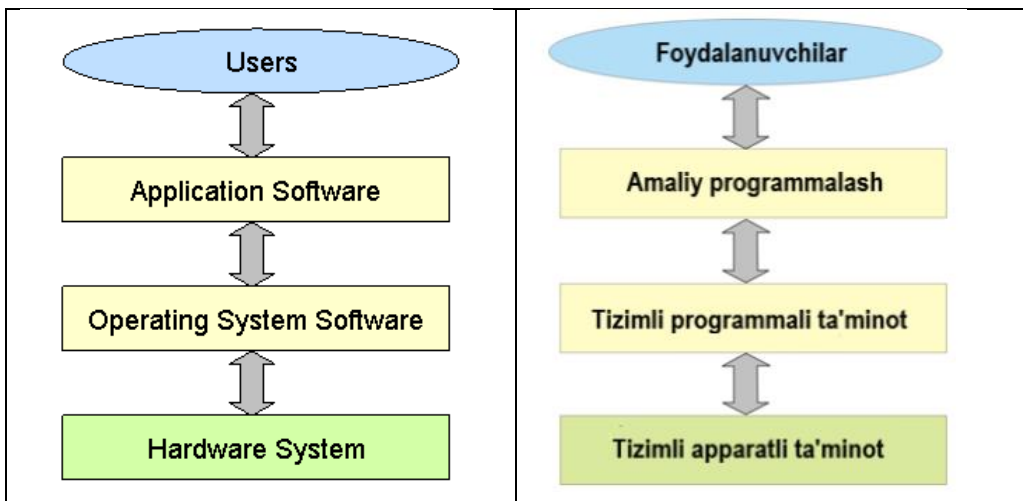 Users
Application Software
Operating System Software
Hardware System
Foydalanuvchilar
Amaliy programmalash
Tizimli programmali ta'minot
Tizimli apparatli ta'minot